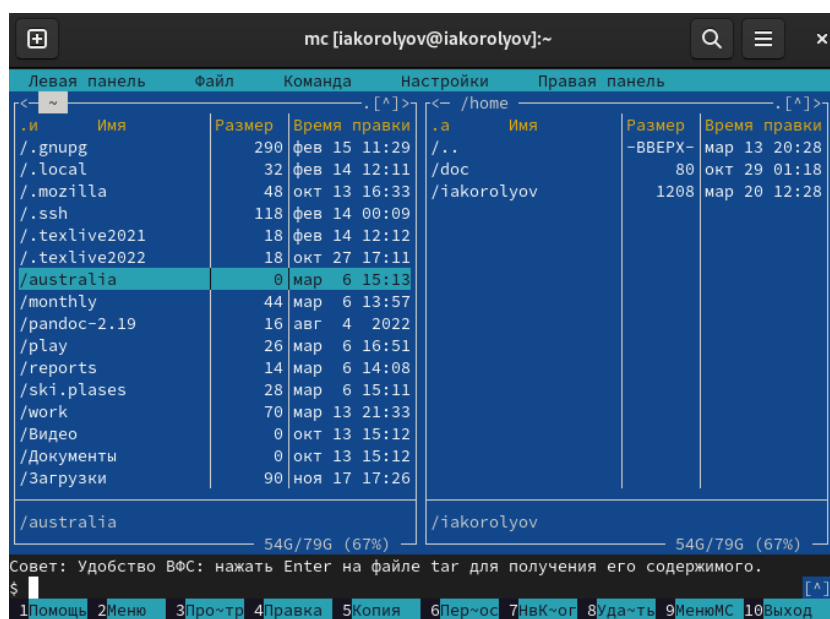 mc [iakorolyov@iakorolyov]:~
Левая панель Файл Команда Настройки Правая панель
<— ~ .[^]>
.и Имя Размер Время правки
/.gnupg 290 фев 15 11:29
/.local 32 фев 14 12:11
/.mozilla 48 окт 13 16:33
/.ssh 118 фев 14 00:09
/.texlive2021 18 фев 14 12:12
/.texlive2022 18 окт 27 17:11
/australia 0 мар 6 15:13
/monthly 44 мар 6 13:57
/pandoc-2.19 16 авг 4 2022
/play 26 мар 6 16:51
/reports 14 мар 6 14:08
/ski.plases 28 мар 6 15:11
/work 70 мар 13 21:33
/Видео 0 окт 13 15:12
/Документы 0 окт 13 15:12
/Загрузки 90 ноя 17 17:26
/australia
54G/79G (67%)
<— /home .[^]>
.а Имя Размер Время правки
/.. -ВВЕРХ- мар 13 20:28
/doc 80 окт 29 01:18
/iakorolyov 1208 мар 20 12:28
/iakorolyov
54G/79G (67%)
Совет: Удобство ВФС: нажать Enter на файле tar для получения его содержимого.
$ [^]
1Помощь 2Меню 3Про~тр 4Правка 5Копия 6Пер~ос 7НвК~ог 8Уда~ть 9МенюМС 10Выход